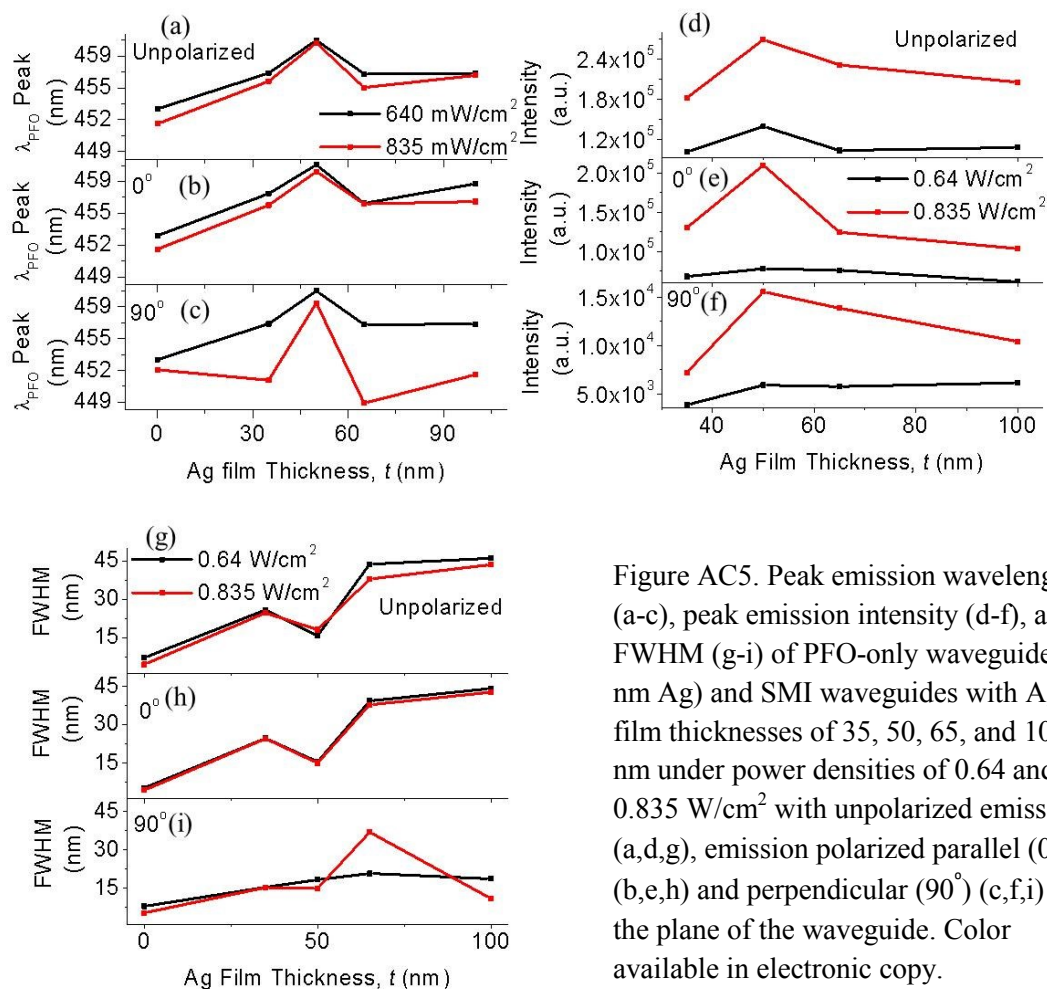 (a)
Unpolarized
λPFO Peak (nm)
459
455
452
449
640 mW/cm²
835 mW/cm²
(b)
0°
λPFO Peak (nm)
459
455
452
449
(c)
90°
λPFO Peak (nm)
459
455
452
449
0 30 60 90
Ag film Thickness, t (nm)
(d)
Unpolarized
Intensity (a.u.)
2.4x10⁵
1.8x10⁵
1.2x10⁵
0° (e)
Intensity (a.u.)
2.0x10⁵
1.5x10⁵
1.0x10⁵
0.64 W/cm²
0.835 W/cm²
90° (f)
Intensity (a.u.)
1.5x10⁴
1.0x10⁴
5.0x10³
40 60 80 100
Ag Film Thickness, t (nm)
(g)
0.64 W/cm²
0.835 W/cm²
Unpolarized
FWHM (nm)
45
30
15
0° (h)
FWHM (nm)
45
30
15
90° (i)
FWHM (nm)
45
30
15
0 50 100
Ag Film Thickness, t (nm)
Figure AC5. Peak emission waveleng
(a-c), peak emission intensity (d-f), a
FWHM (g-i) of PFO-only waveguide
nm Ag) and SMI waveguides with A
film thicknesses of 35, 50, 65, and 10
nm under power densities of 0.64 and
0.835 W/cm² with unpolarized emiss
(a,d,g), emission polarized parallel (0
(b,e,h) and perpendicular (90°) (c,f,i)
the plane of the waveguide. Color
available in electronic copy.